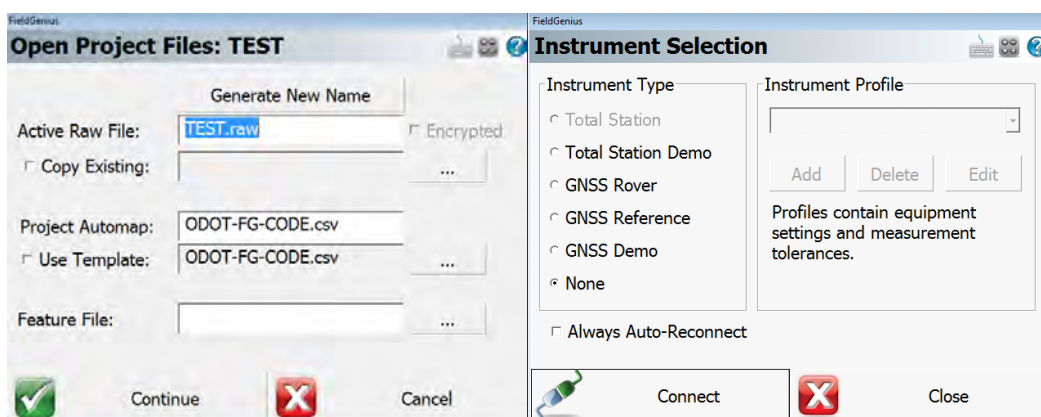 FieldGenius
Open Project Files: TEST
Generate New Name
Active Raw File: TEST.raw Encrypted
Copy Existing: ...
Project Automap: ODOT-FG-CODE.csv
Use Template: ODOT-FG-CODE.csv ...
Feature File: ...
Continue Cancel
FieldGenius
Instrument Selection
Instrument Type
Total Station
Total Station Demo
GNSS Rover
GNSS Reference
GNSS Demo
None
Instrument Profile
Add Delete Edit
Profiles contain equipment
settings and measurement
tolerances.
Always Auto-Reconnect
Connect Close